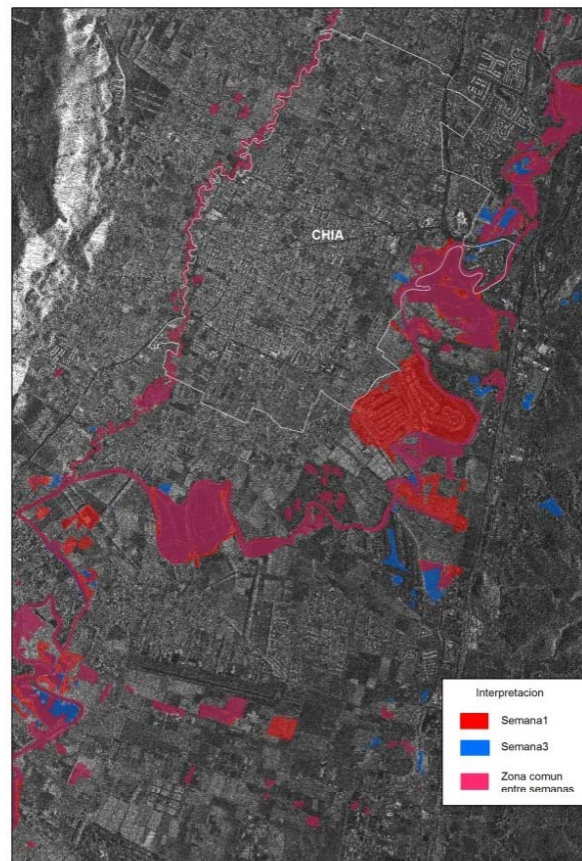 CHIA
Interpretacion
Semana1
Semana3
Zona comun
entre semanas